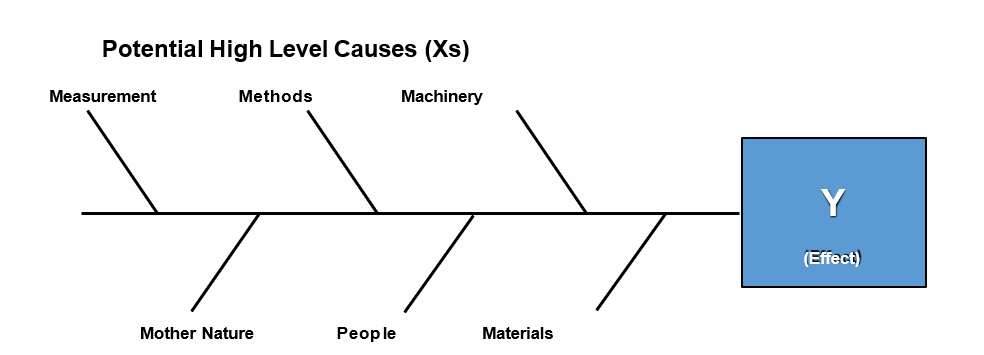 Potential High Level Causes (Xs)
Measurement Methods Machinery
Y
(Effect)
Mother Nature People Materials